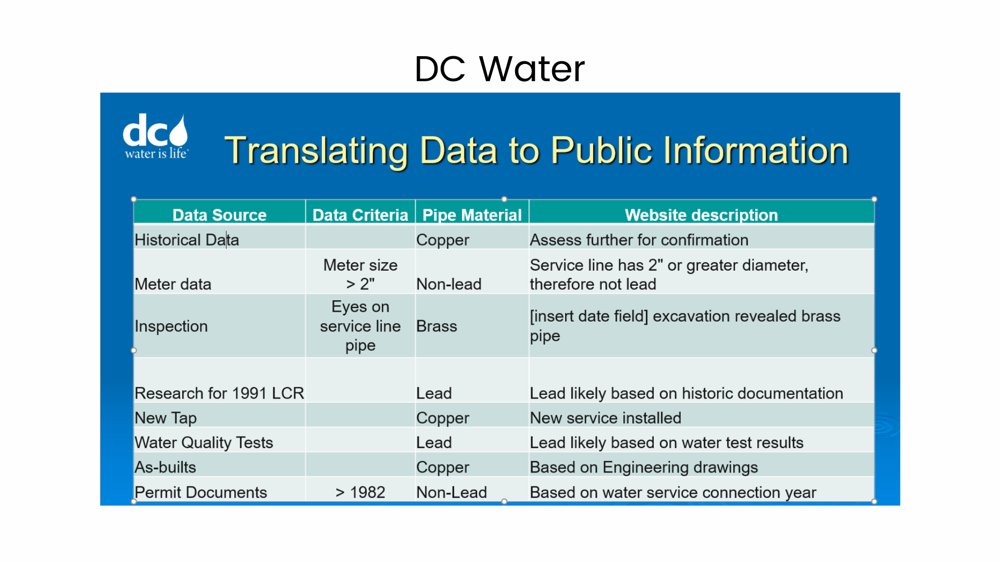 DC Water
dc
water is life
Translating Data to Public Information
Data Source Data Criteria Pipe Material Website description
Historical Data Copper Assess further for confirmation
Meter data Meter size > 2" Non-lead Service line has 2" or greater diameter, therefore not lead
Inspection Eyes on service line pipe Brass [insert date field] excavation revealed brass pipe
Research for 1991 LCR Lead Lead likely based on historic documentation
New Tap Copper New service installed
Water Quality Tests Lead Lead likely based on water test results
As-builts Copper Based on Engineering drawings
Permit Documents > 1982 Non-Lead Based on water service connection year